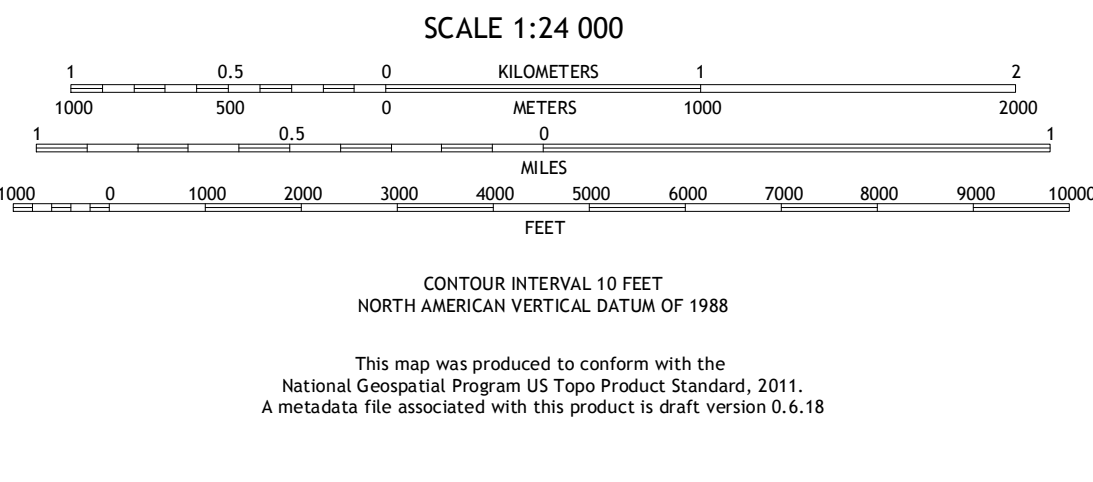 SCALE 1:24 000
1 0.5 0 KILOMETERS 1 2
1000 500 0 METERS 1000 2000
1 0.5 0 1
MILES
1000 0 1000 2000 3000 4000 5000 6000 7000 8000 9000 10000
FEET
CONTOUR INTERVAL 10 FEET
NORTH AMERICAN VERTICAL DATUM OF 1988
This map was produced to conform with the
National Geospatial Program US Topo Product Standard, 2011.
A metadata file associated with this product is draft version 0.6.18